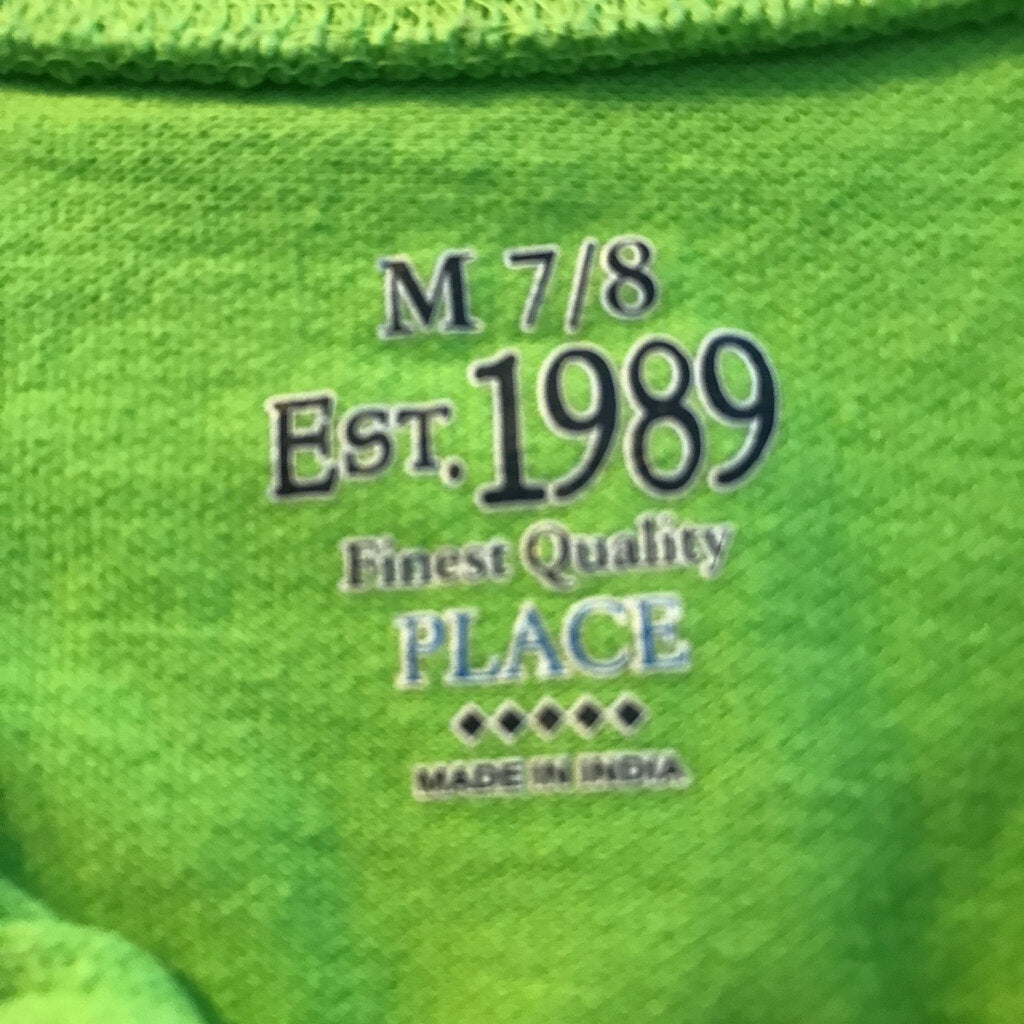 M 7/8
EST. 1989
Finest Quality
PLACE
MADE IN INDIA